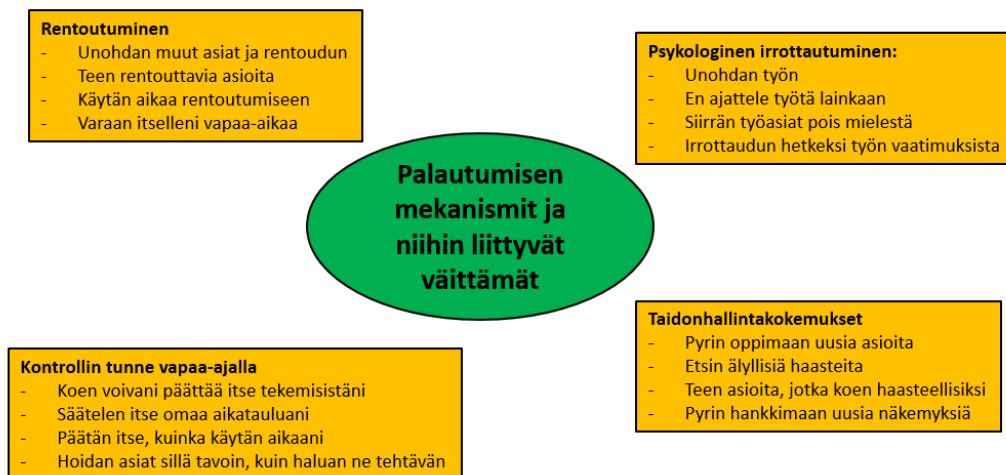 Rentoutuminen
- Unohdan muut asiat ja rentoudun
- Teen rentouttavia asioita
- Käytän aikaa rentoutumiseen
- Varaan itselleni vapaa-aikaa
Psykologinen irrottautuminen:
- Unohdan työn
- En ajattele työtä lainkaan
- Siirrän työasiat pois mielestä
- Irrottaudun hetkeksi työn vaatimuksista
Palautumisen
mekanismit ja
niihin liittyvät
väittämät
Kontrollin tunne vapaa-ajalla
- Koen voivani päättää itse tekemisistäni
- Säätelen itse omaa aikatauluani
- Päätän itse, kuinka käytän aikaani
- Hoidan asiat sillä tavoin, kuin haluan ne tehtävän
Taidonhallintakokemukset
- Pyrin oppimaan uusia asioita
- Etsin älyllisiä haasteita
- Teen asioita, jotka koen haasteellisiksi
- Pyrin hankkimaan uusia näkemyksiä